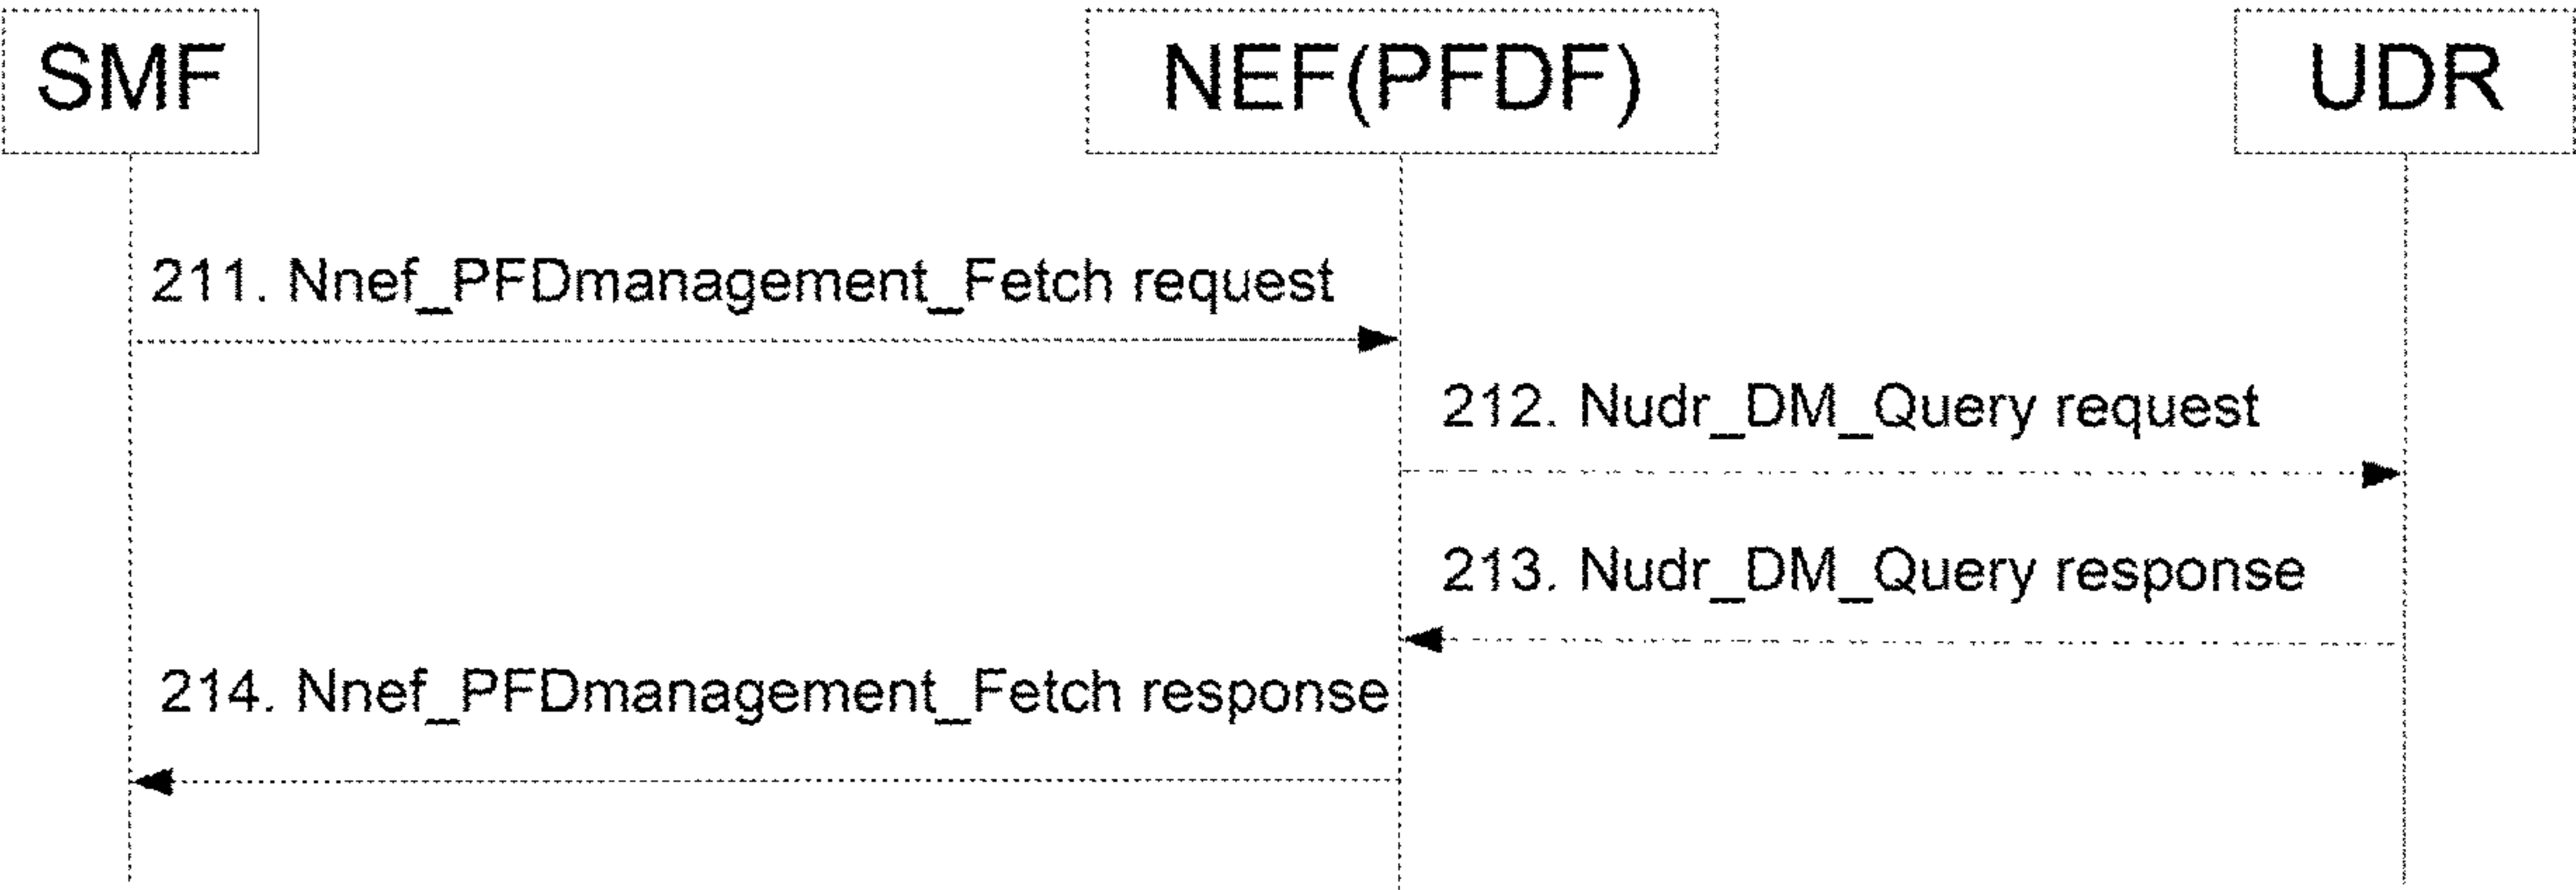 SMF
NEF(PFDF)
UDR
211. Nnef_PFDmanagement_Fetch request
212. Nudr_DM_Query request
213. Nudr_DM_Query response
214. Nnef_PFDmanagement_Fetch response